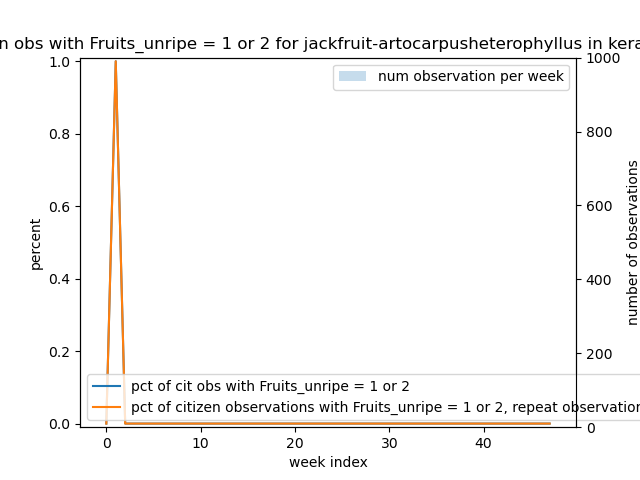 n obs with Fruits_unripe = 1 or 2 for jackfruit-artocarpusheterophyllus in kera
num observation per week
1.0
0.8
0.6
0.4
0.2
0.0
percent
1000
800
600
400
200
0
number of observations
pct of cit obs with Fruits_unripe = 1 or 2
pct of citizen observations with Fruits_unripe = 1 or 2, repeat observation
0 10 20 30 40
week index